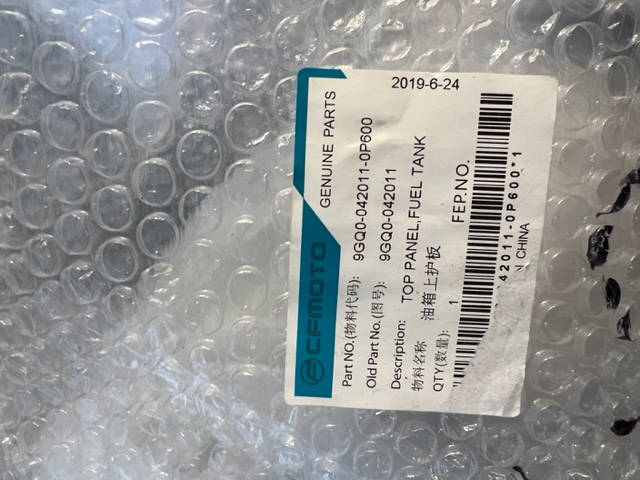 CFMOTO
GENUINE PARTS
2019-6-24
Part NO.(物料代码): 9GQ0-042011-0P600
Old Part No.(图号): 9GQ0-042011
Description: TOP PANEL,FUEL TANK
物料名称 油箱上护板
QTY(数量): 1 FEP.NO.
42011-0P600*1
CHINA